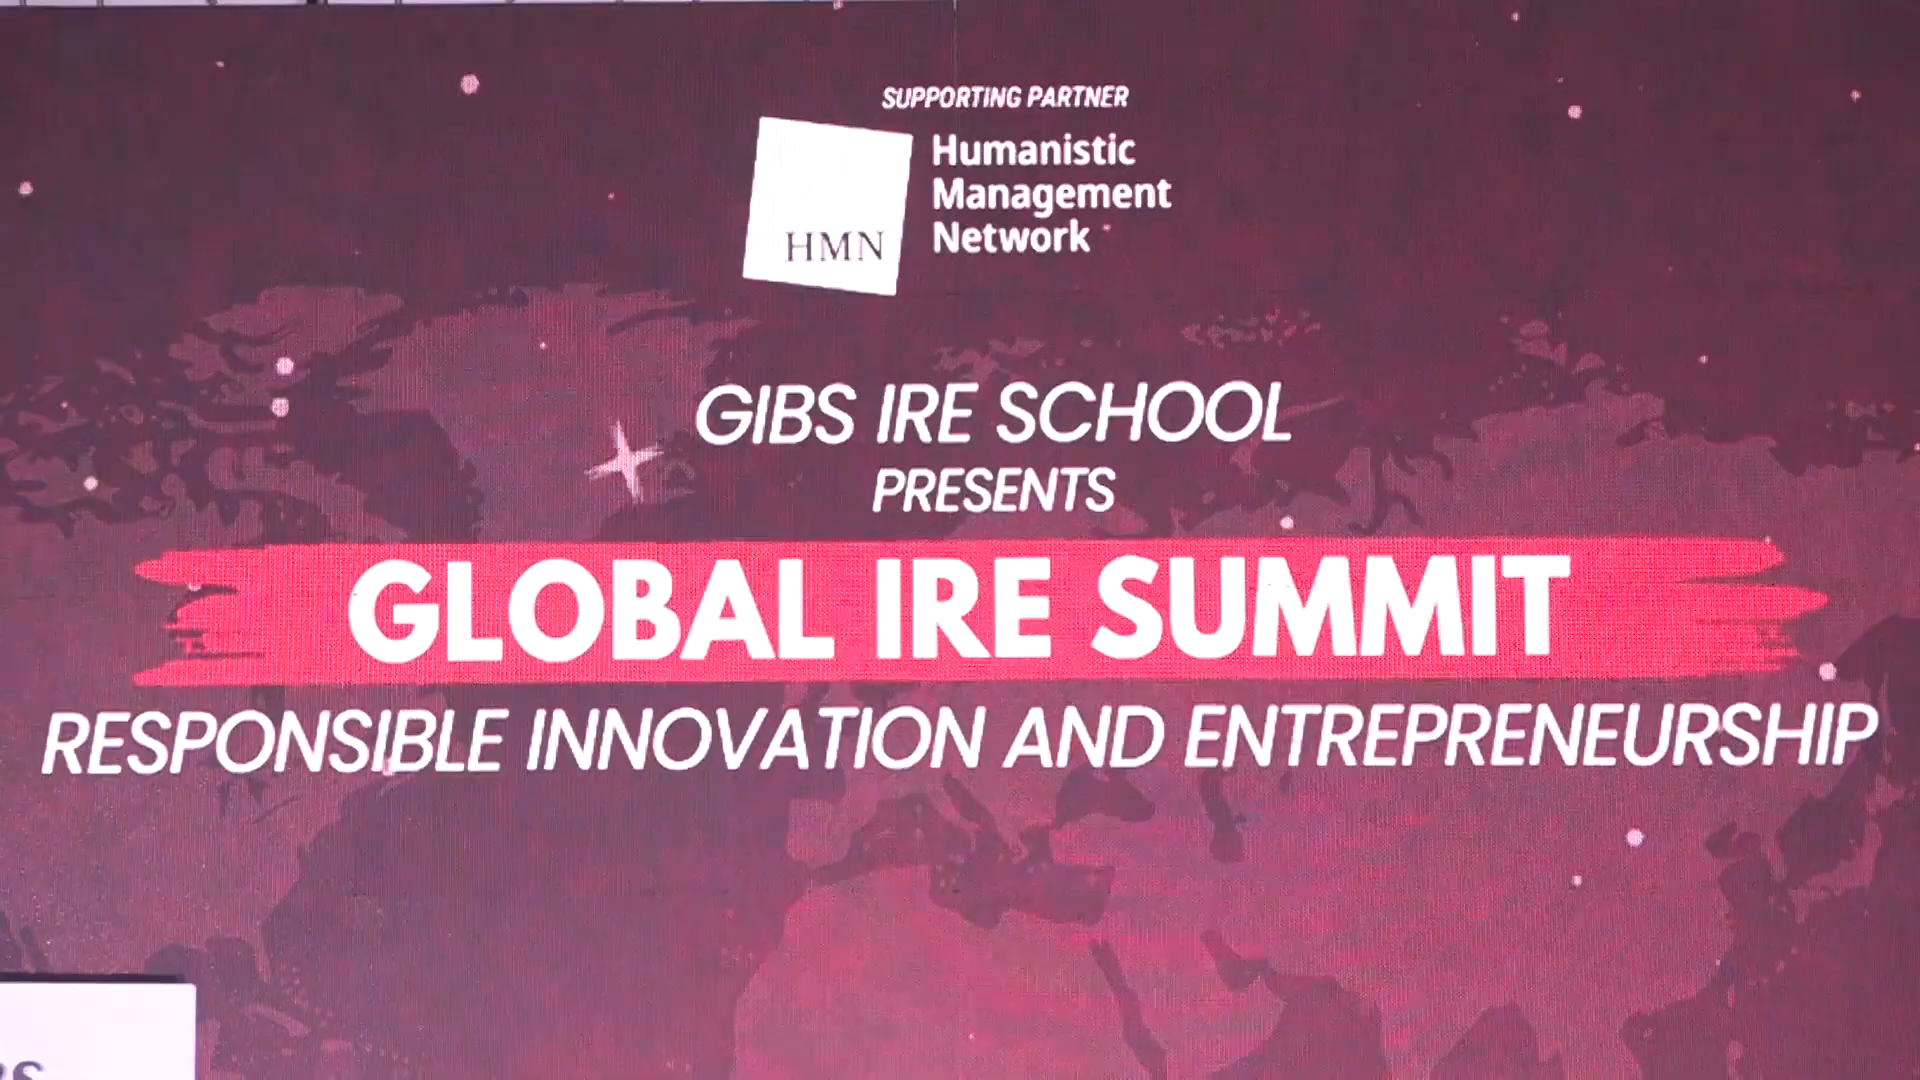 SUPPORTING PARTNER
HMN
Humanistic
Management
Network
GIBS IRE SCHOOL
PRESENTS
GLOBAL IRE SUMMIT
RESPONSIBLE INNOVATION AND ENTREPRENEURSHIP